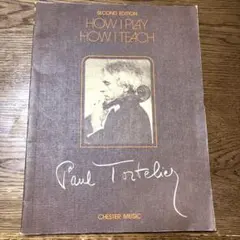 SECOND EDITION
HOW I PLAY
HOW I TEACH
Paul Tortelier
CHESTER MUSIC